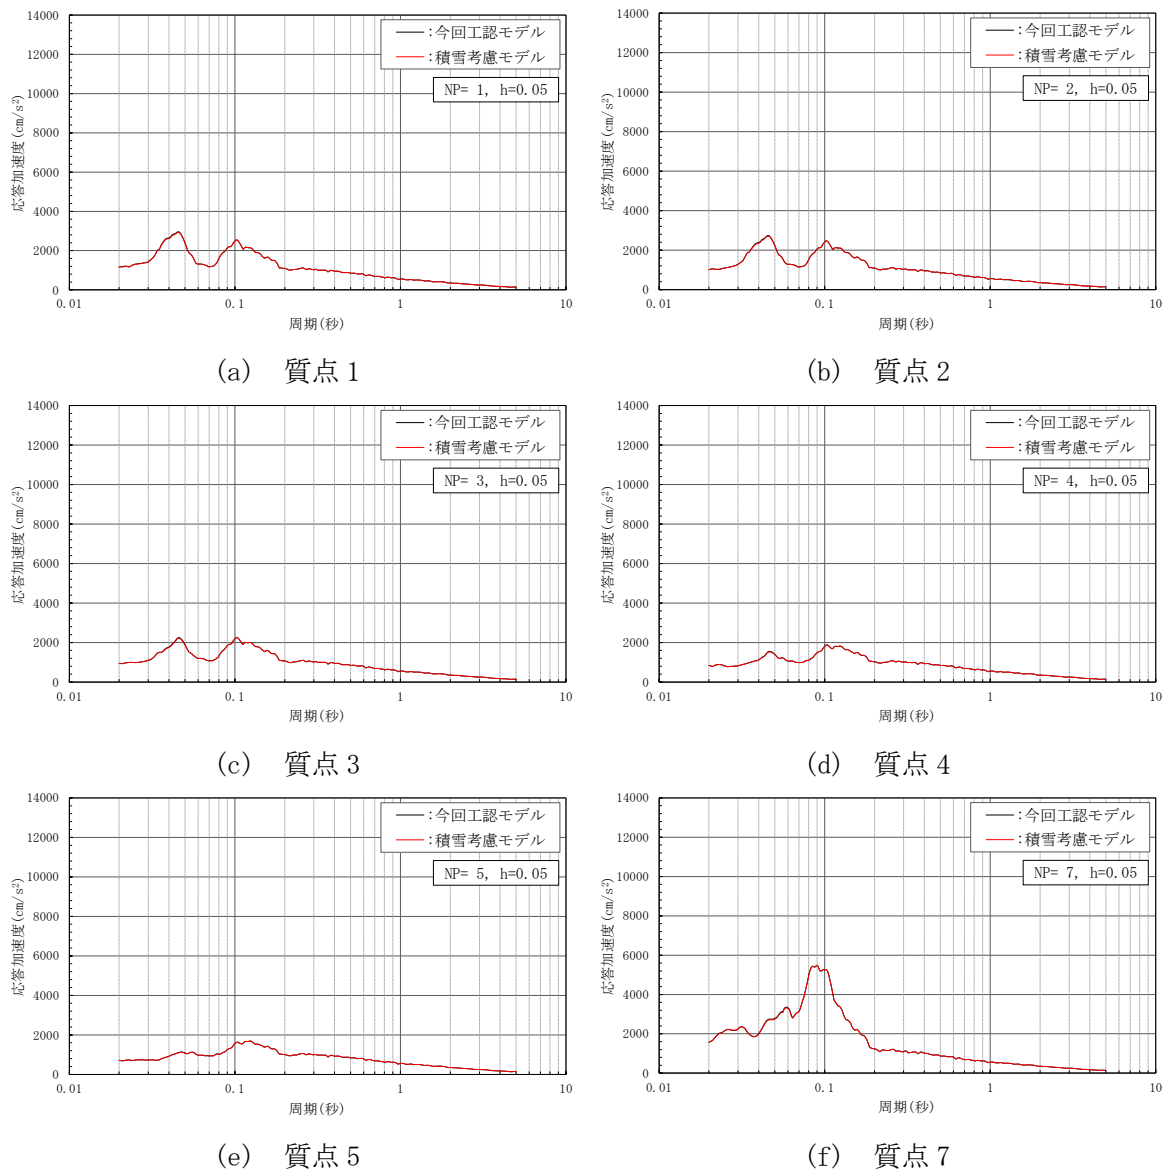 14000
12000
10000
8000
6000
4000
2000
0
応答加速度(cm/s²)
―:今回工認モデル
―:積雪考慮モデル
NP= 1, h=0.05
0.01 0.1 1 10
周期(秒)
(a) 質点 1
14000
12000
10000
8000
6000
4000
2000
0
応答加速度(cm/s²)
―:今回工認モデル
―:積雪考慮モデル
NP= 2, h=0.05
0.01 0.1 1 10
周期(秒)
(b) 質点 2
14000
12000
10000
8000
6000
4000
2000
0
応答加速度(cm/s²)
―:今回工認モデル
―:積雪考慮モデル
NP= 3, h=0.05
0.01 0.1 1 10
周期(秒)
(c) 質点 3
14000
12000
10000
8000
6000
4000
2000
0
応答加速度(cm/s²)
―:今回工認モデル
―:積雪考慮モデル
NP= 4, h=0.05
0.01 0.1 1 10
周期(秒)
(d) 質点 4
14000
12000
10000
8000
6000
4000
2000
0
応答加速度(cm/s²)
―:今回工認モデル
―:積雪考慮モデル
NP= 5, h=0.05
0.01 0.1 1 10
周期(秒)
(e) 質点 5
14000
12000
10000
8000
6000
4000
2000
0
応答加速度(cm/s²)
―:今回工認モデル
―:積雪考慮モデル
NP= 7, h=0.05
0.01 0.1 1 10
周期(秒)
(f) 質点 7